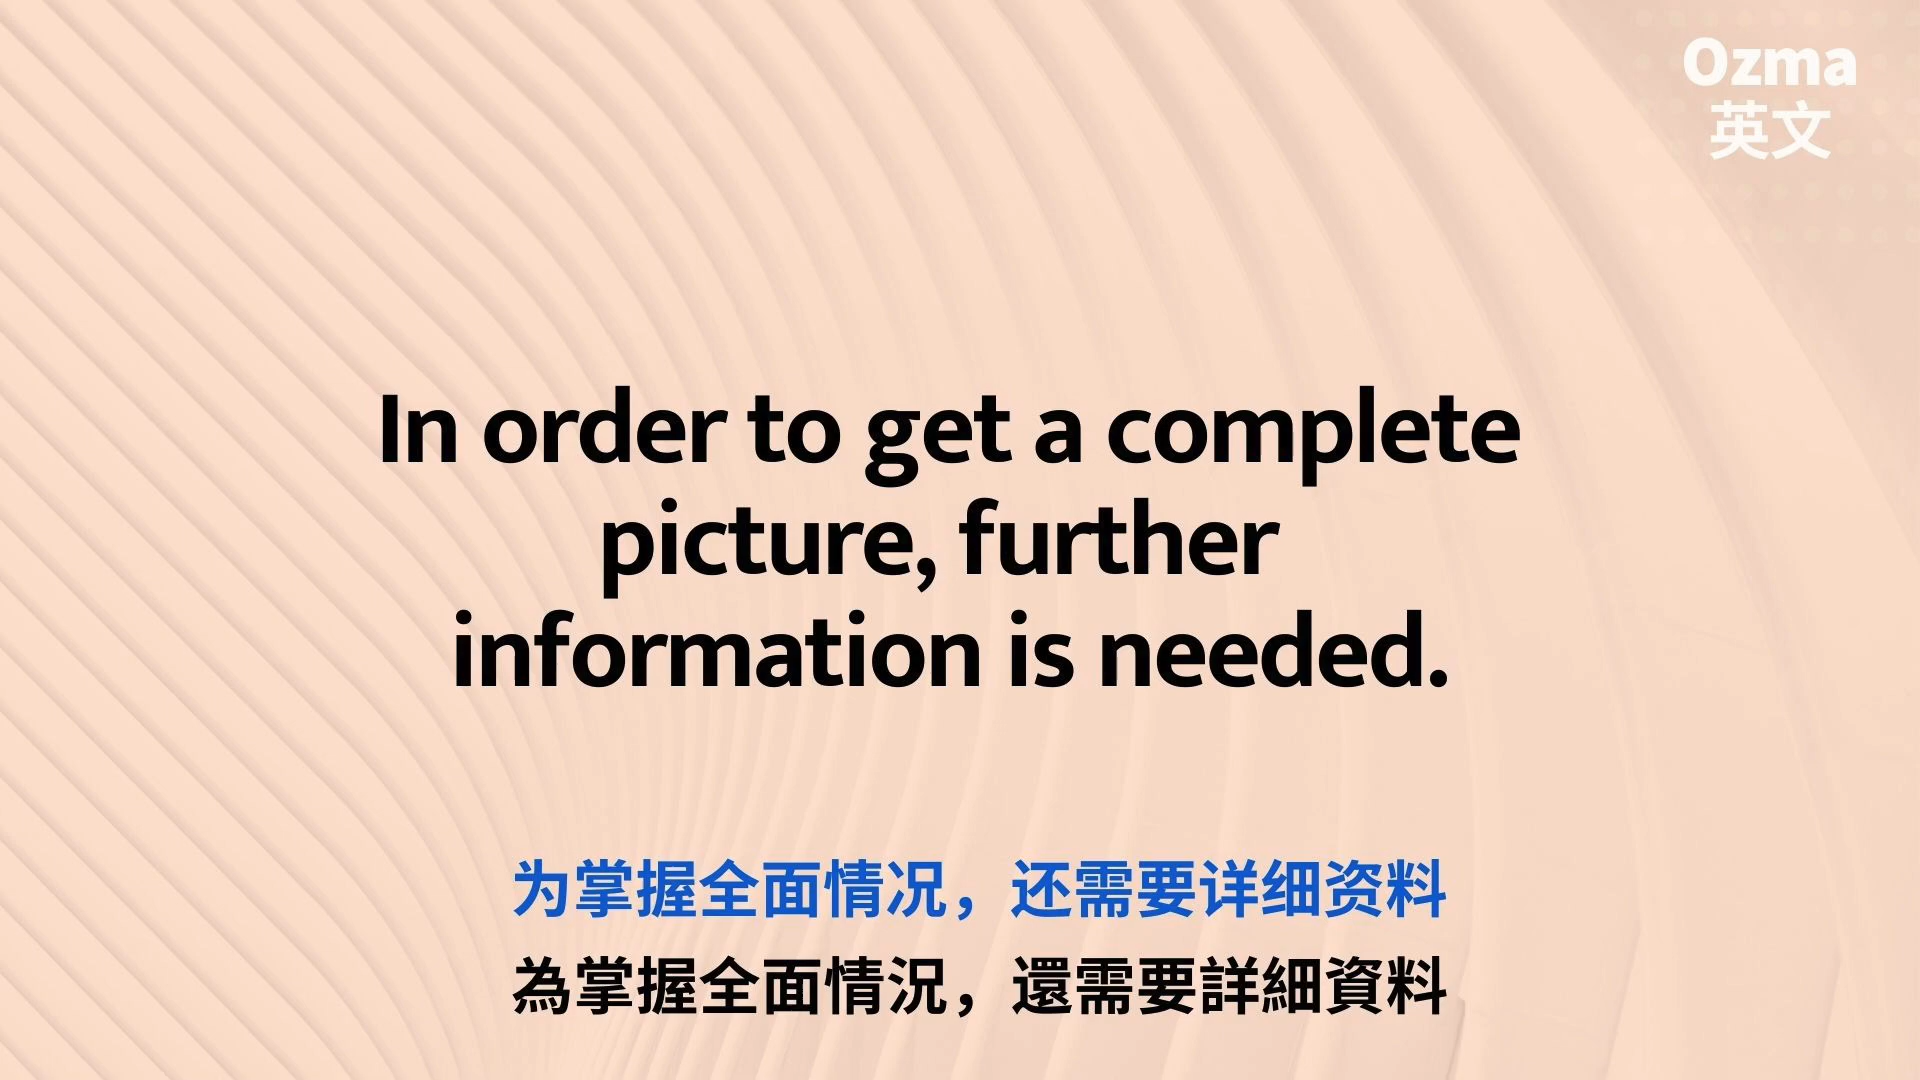 Ozma
英文
In order to get a complete
picture, further
information is needed.
为掌握全面情况，还需要详细资料
為掌握全面情況，還需要詳細資料